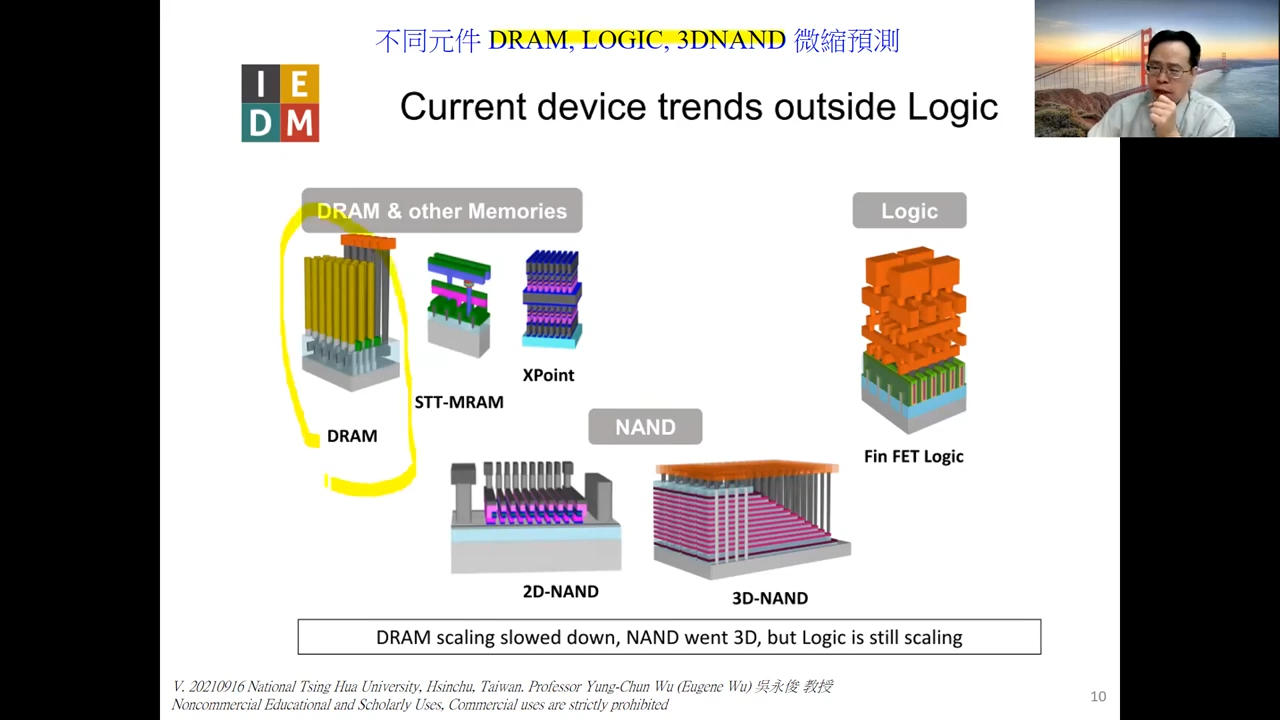 不同元件 DRAM, LOGIC, 3DNAND 微縮預測
I E
D M
Current device trends outside Logic
DRAM & other Memories
Logic
XPoint
STT-MRAM
DRAM
NAND
Fin FET Logic
2D-NAND
3D-NAND
DRAM scaling slowed down, NAND went 3D, but Logic is still scaling
V. 20210916 National Tsing Hua University, Hsinchu, Taiwan. Professor Yung-Chun Wu (Eugene Wu) 吳永俊 教授
Noncommercial Educational and Scholarly Uses, Commercial uses are strictly prohibited
10